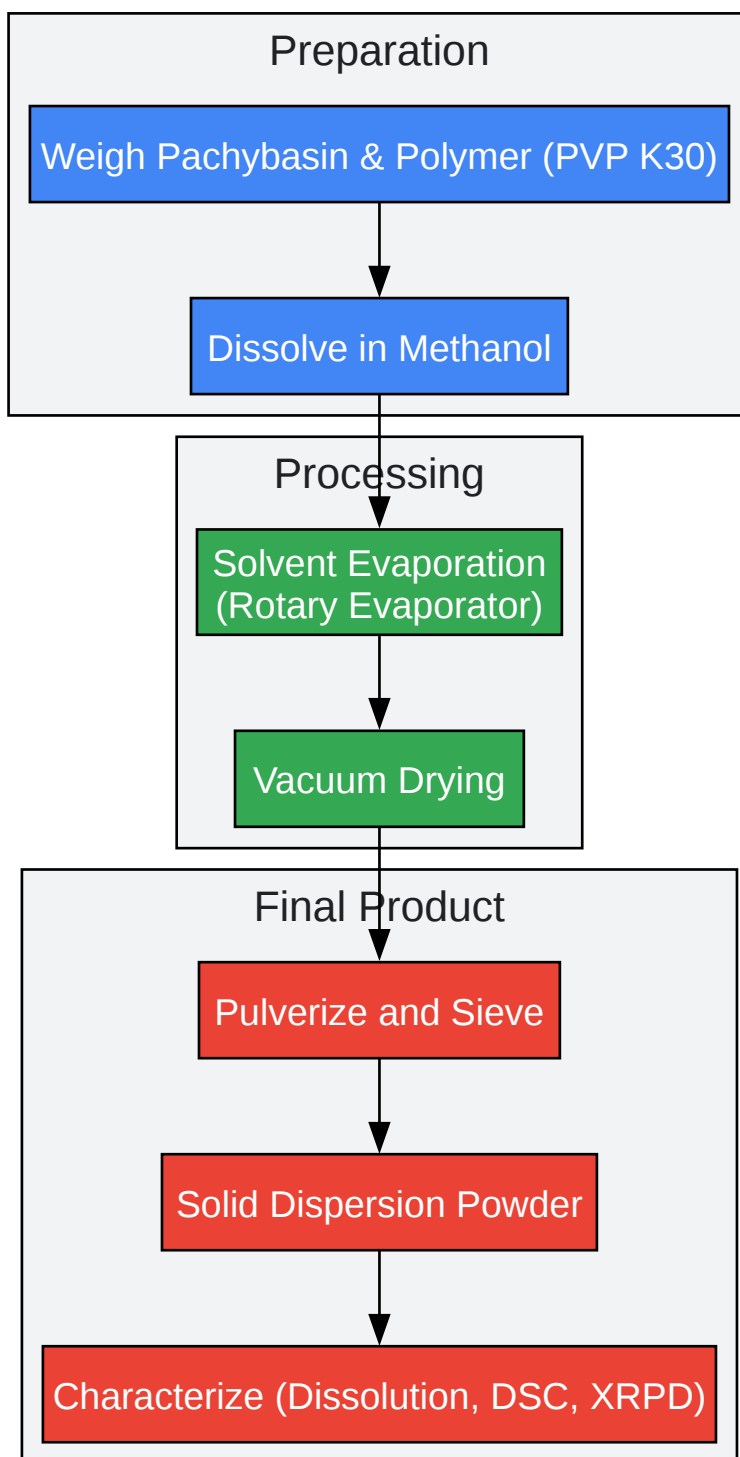 Preparation
Weigh Pachybasin & Polymer (PVP K30)
Dissolve in Methanol
Processing
Solvent Evaporation
(Rotary Evaporator)
Vacuum Drying
Final Product
Pulverize and Sieve
Solid Dispersion Powder
Characterize (Dissolution, DSC, XRPD)